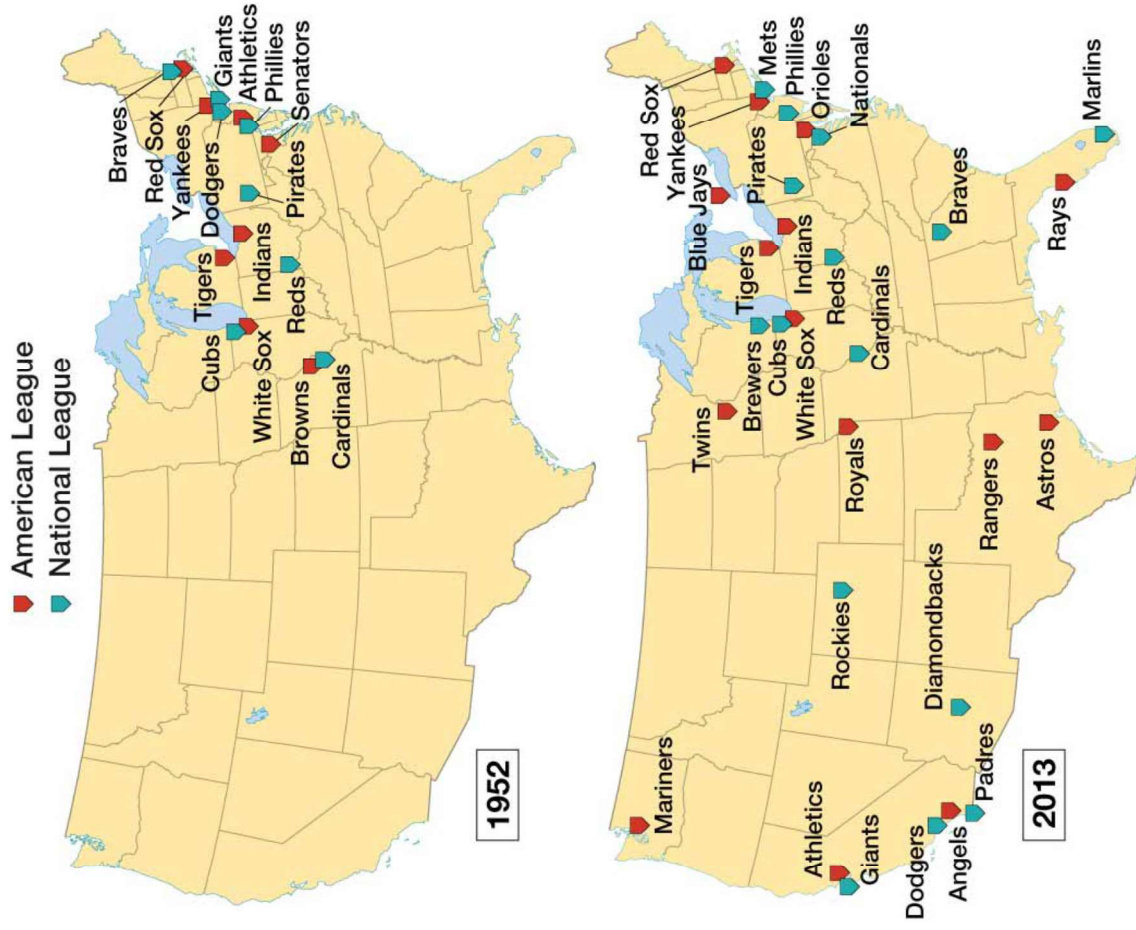 American League
National League
Braves
Red Sox
Yankees
Dodgers
Giants
Athletics
Phillies
Senators
Pirates
Tigers
Indians
Reds
Cubs
White Sox
Browns
Cardinals
1952
Red Sox
Yankees
Blue Jays
Mets
Phillies
Orioles
Nationals
Pirates
Tigers
Indians
Reds
Brewers
Cubs
White Sox
Cardinals
Braves
Marlins
Rays
Twins
Royals
Rangers
Astros
Rockies
Diamondbacks
Mariners
Athletics
Giants
Dodgers
Angels
Padres
2013